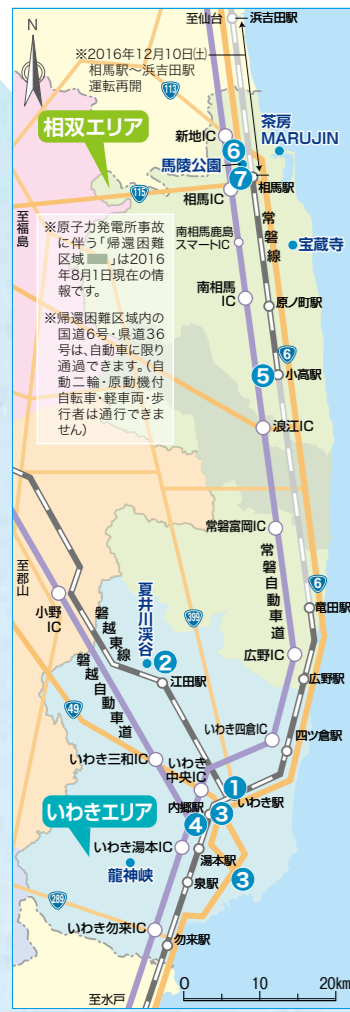 至仙台
浜吉田駅
N
※2016年12月10日(土)
相馬駅～浜吉田駅
運転再開
113
新地IC
茶房
MARUJIN
相双エリア
6
馬陵公園
7
相馬駅
115
相馬IC
至福島
常磐線
南相馬鹿島
スマートIC
宝蔵寺
※原子力発電所事故
に伴う「帰還困難
区域　」は2016
年8月1日現在の情
報です。
南相馬
IC
原ノ町駅
※帰還困難区域内の
国道6号・県道36
号は、自動車に限り
通過できます。(自
動二輪・原動機付
自転車・軽車両・歩
行者は通行できま
せん)
6
5
小高駅
浪江IC
常磐富岡IC
常磐自動車道
至郡山
小野
IC
磐越東線
夏井川渓谷
399
6
竜田駅
2
江田駅
広野IC
広野駅
磐越自動車道
49
いわき四倉IC
四ツ倉駅
いわき三和IC
いわき
中央IC
1
いわき駅
いわきエリア
内郷駅
3
4
いわき湯本IC
湯本駅
龍神峡
泉駅
3
289
いわき勿来IC
勿来駅
至水戸
0
10
20km